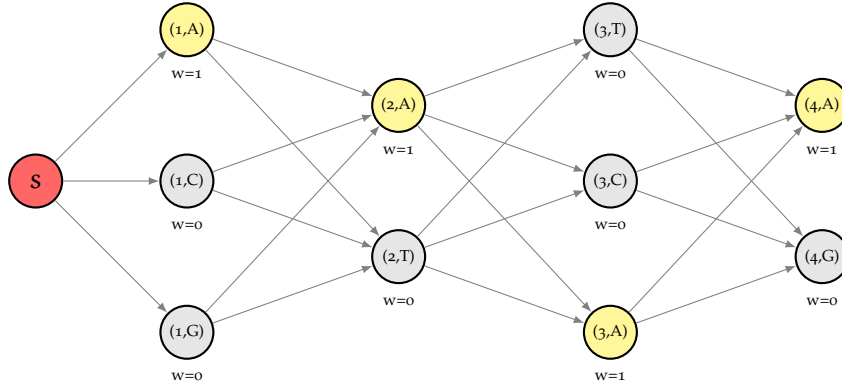 (1,A)
w=1
(3,T)
w=0
(2,A)
w=1
(4,A)
w=1
S
(1,C)
w=0
(3,C)
w=0
(2,T)
w=0
(4,G)
w=0
(1,G)
w=0
(3,A)
w=1